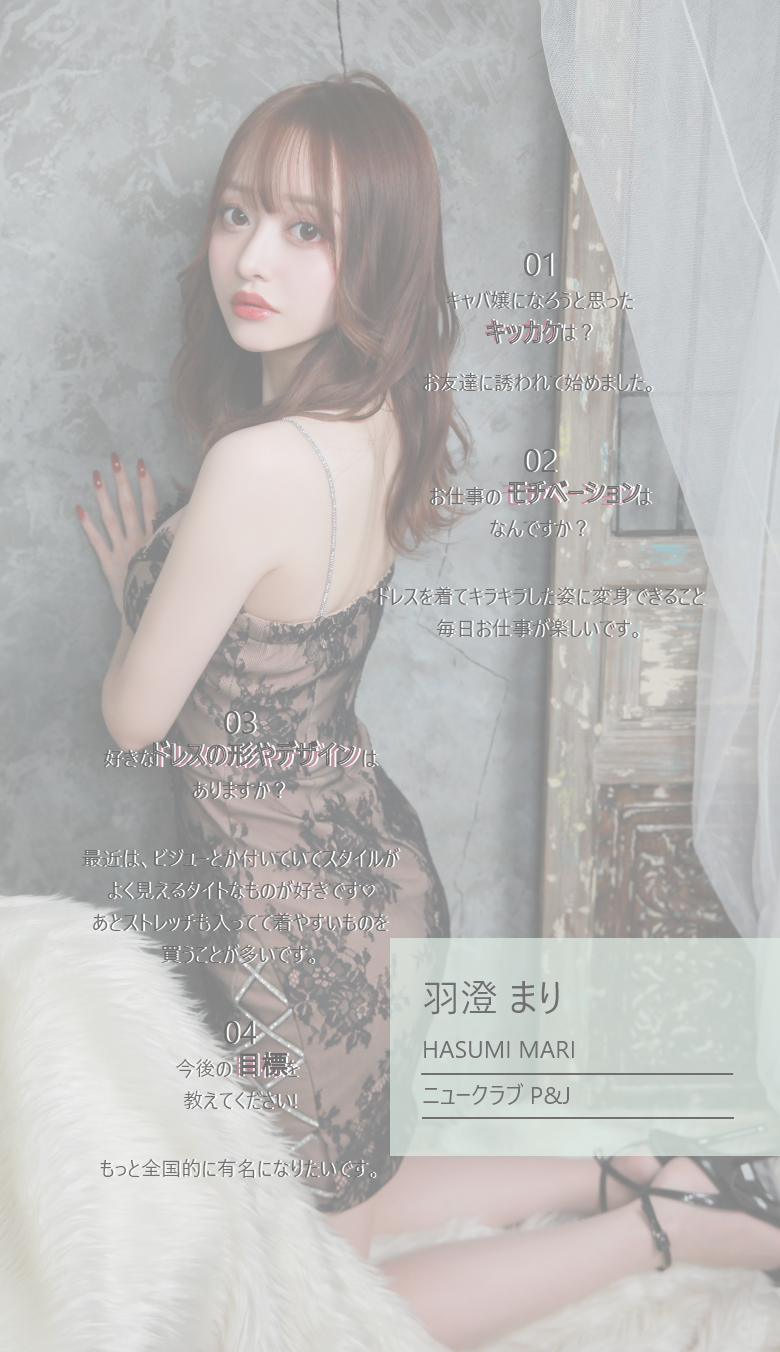 01
キャバ嬢になろうと思った
キッカケは？
お友達に誘われて始めました。
02
お仕事の モチベーションは
なんですか？
ドレスを着てキラキラした姿に変身できること
毎日お仕事が楽しいです。
03
好きなドレスの形やデザインは
ありますか？
最近は、ビジューとか付いていてスタイルが
よく見えるタイトなものが好きです♡
あとストレッチも入ってて着やすいものを
買うことが多いです。
04
今後の 目標を
教えてください!
もっと全国的に有名になりたいです。
羽澄 まり
HASUMI MARI
ニュークラブ P&J